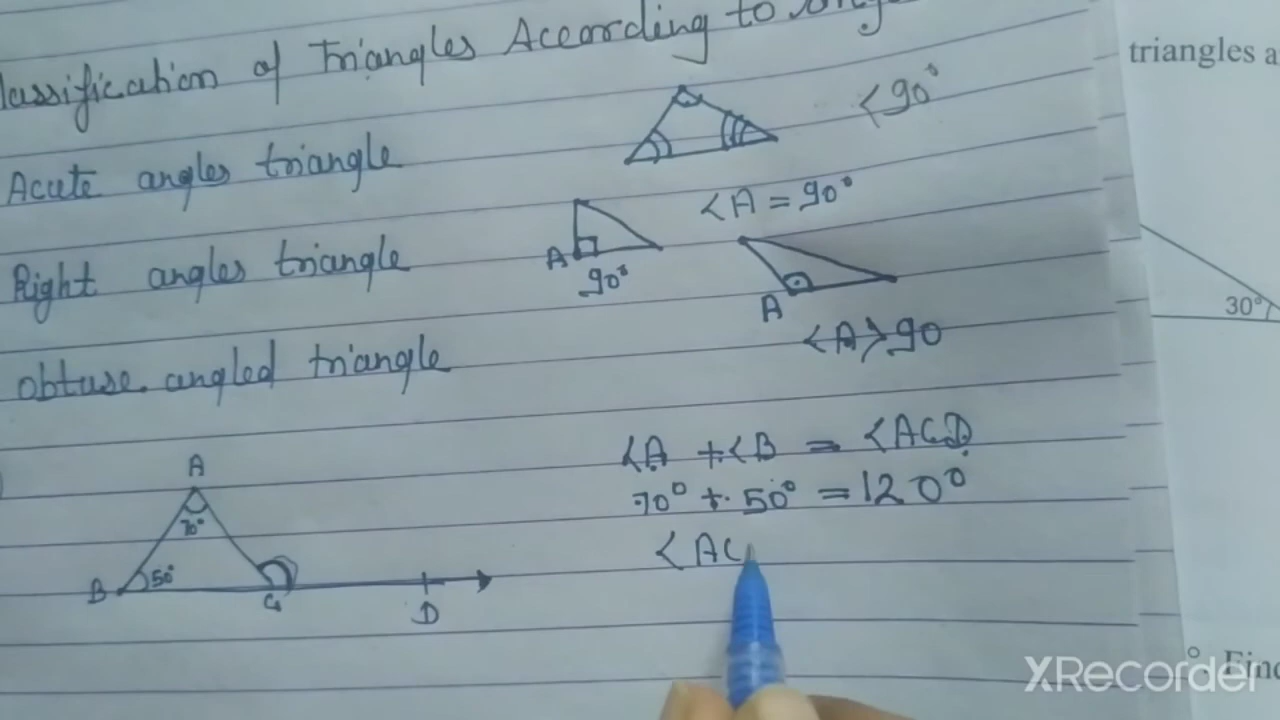 lassification of Triangles According to
triangles a
< 90°
Acute angles triangle
<A = 90°
Right angles triangle
A
90°
A
30°
<A> 90
obtuse angled triangle
<A + <B = <ACD
A
70° + 50° = 120°
70°
<AC
B 50°
C
D
°. Find
XRecorder